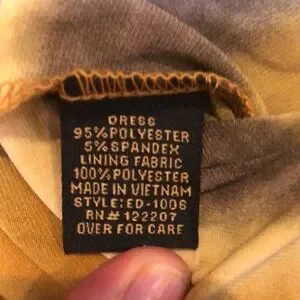 DRESS
95%POLYESTER
5%SPANDEX
LINING FABRIC
100%POLYESTER
MADE IN VIETNAM
STYLE:ED-1006
RN# 122207
OVER FOR CARE